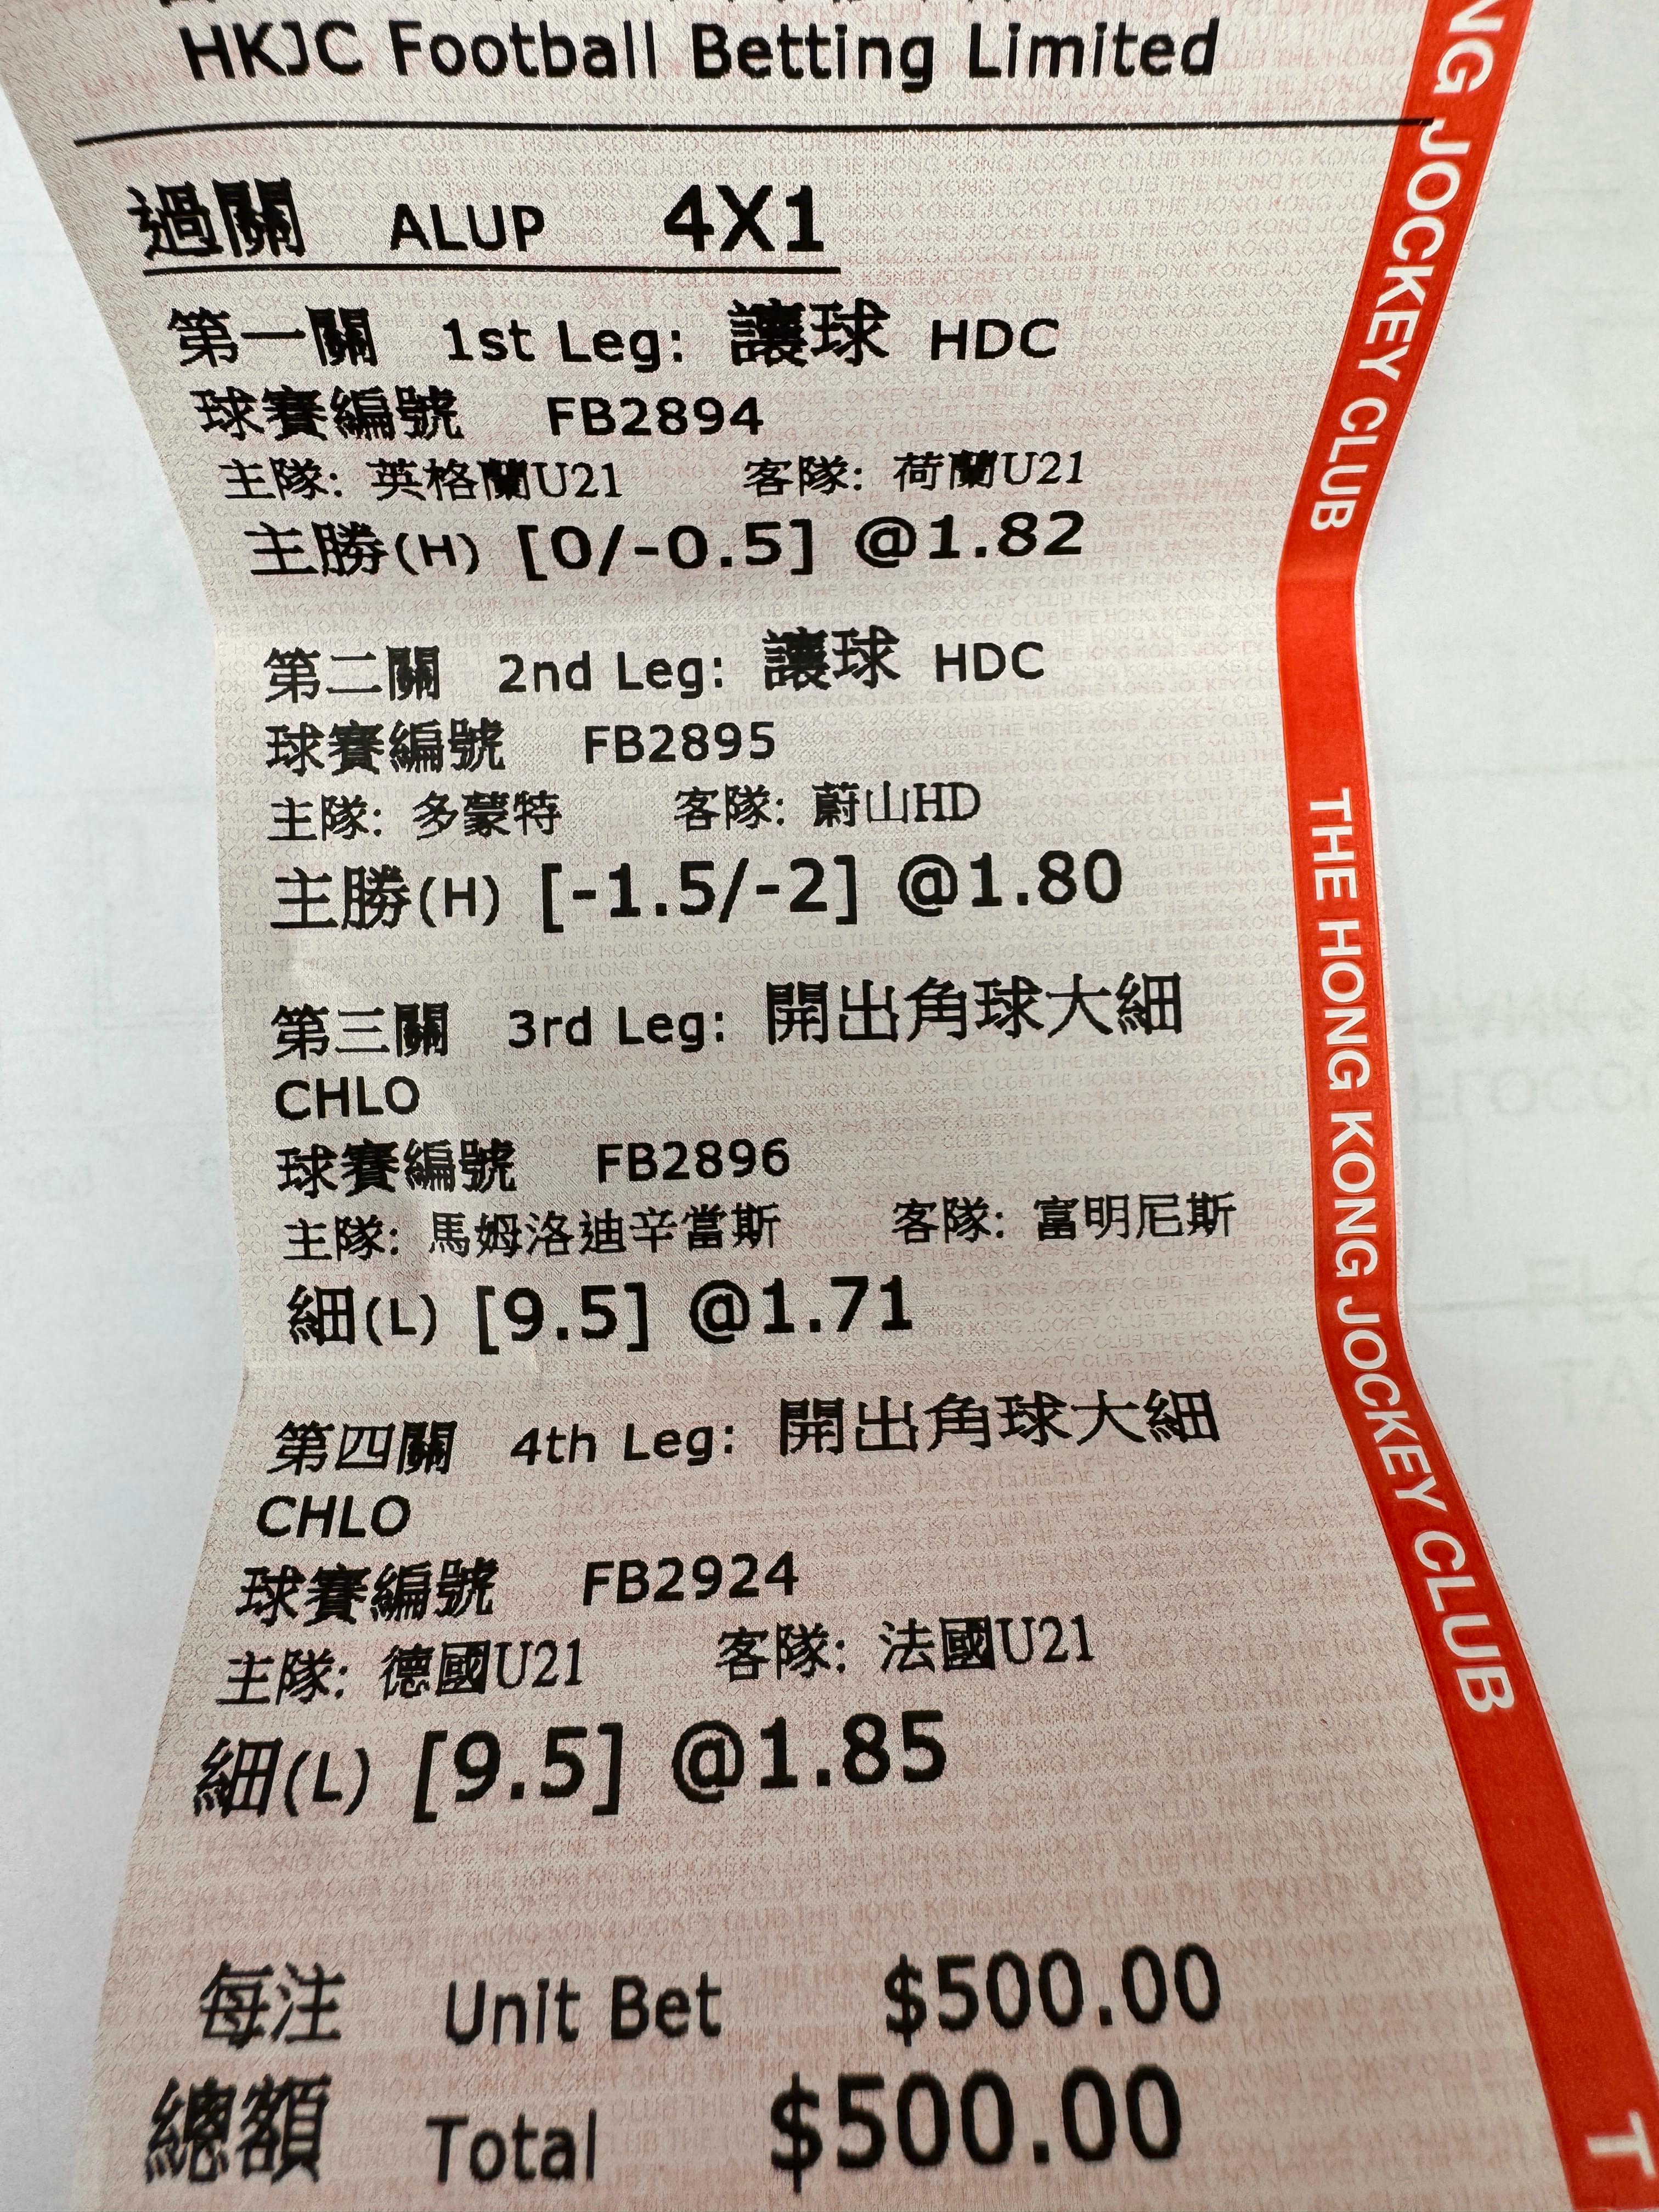 HKJC Football Betting Limited
過關 ALUP 4X1
第一關 1st Leg: 讓球 HDC
球賽編號 FB2894
主隊: 英格蘭U21 客隊: 荷蘭U21
主勝(H) [0/-0.5] @1.82
第二關 2nd Leg: 讓球 HDC
球賽編號 FB2895
主隊: 多蒙特 客隊: 蔚山HD
主勝(H) [-1.5/-2] @1.80
第三關 3rd Leg: 開出角球大細
CHLO
球賽編號 FB2896
主隊: 馬姆洛迪辛當斯 客隊: 富明尼斯
細(L) [9.5] @1.71
第四關 4th Leg: 開出角球大細
CHLO
球賽編號 FB2924
主隊: 德國U21 客隊: 法國U21
細(L) [9.5] @1.85
每注 Unit Bet $500.00
總額 Total $500.00
NG JOCKEY CLUB
THE HONG KONG JOCKEY CLUB
T